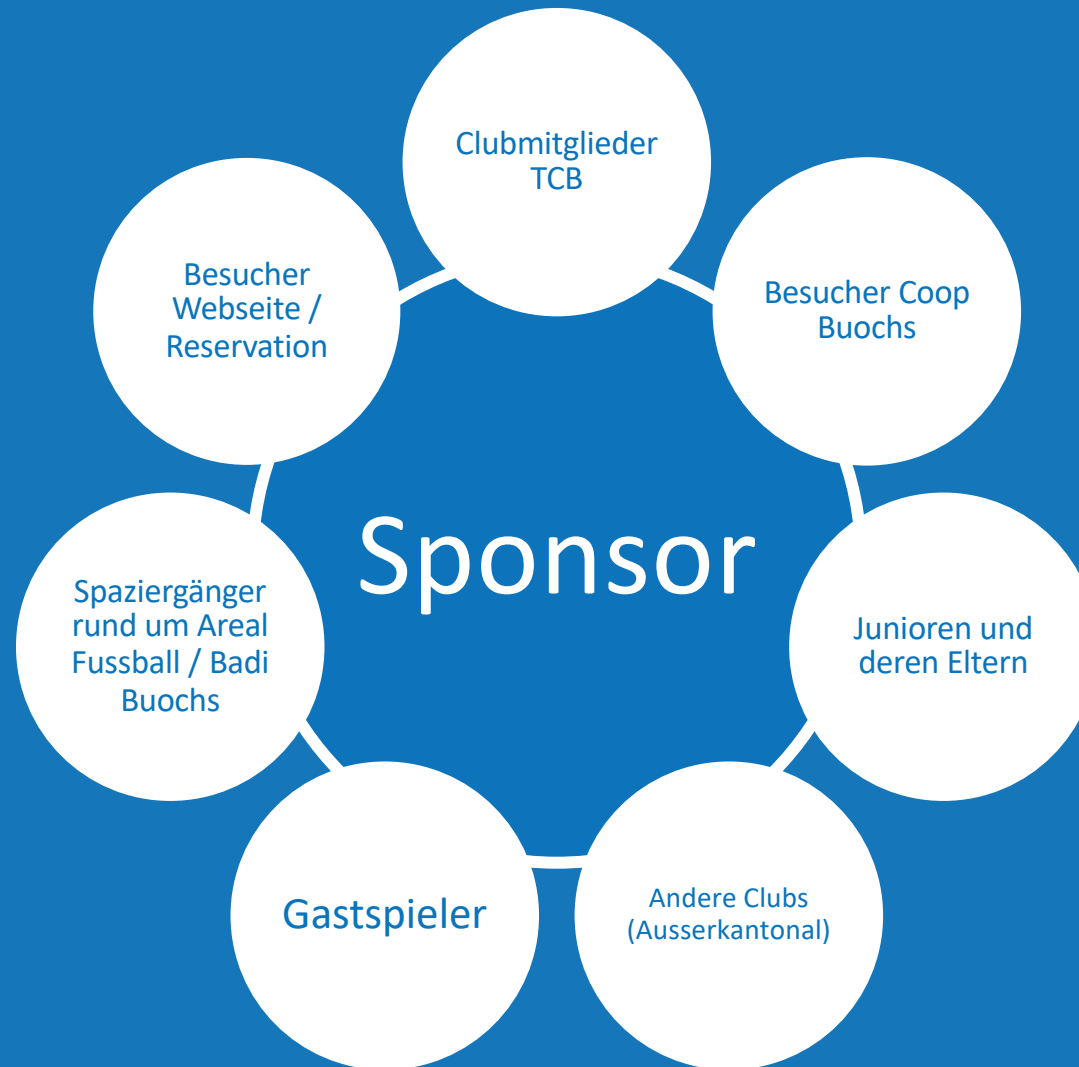 Clubmitglieder
TCB
Besucher Coop
Buochs
Junioren und
deren Eltern
Andere Clubs
(Ausserkantonal)
Gastspieler
Spaziergänger
rund um Areal
Fussball / Badi
Buochs
Besucher
Webseite /
Reservation
Sponsor